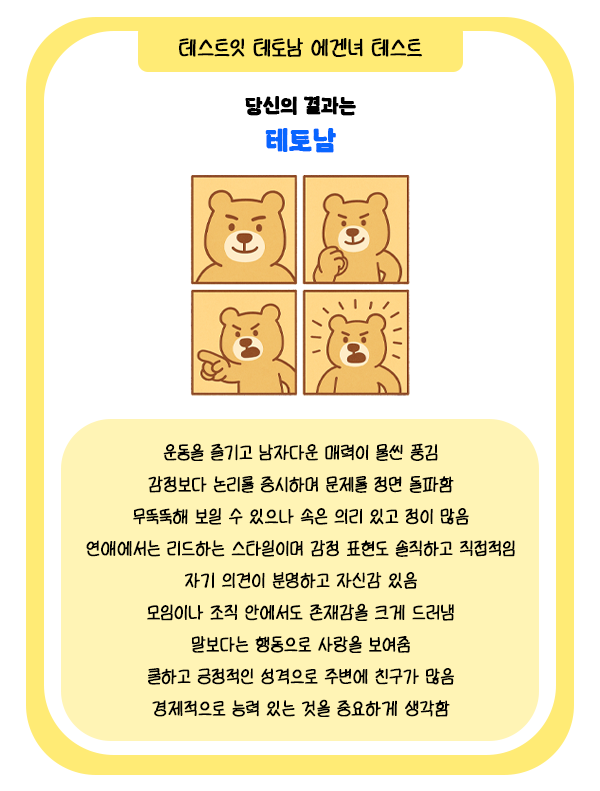 테스트잇 테토남 에겐녀 테스트
당신의 결과는
테토남
운동을 즐기고 남자다운 매력이 물씬 풍김
감정보다 논리를 중시하며 문제를 정면 돌파함
무뚝뚝해 보일 수 있으나 속은 의리 있고 정이 많음
연애에서는 리드하는 스타일이며 감정 표현도 솔직하고 직접적임
자기 의견이 분명하고 자신감 있음
모임이나 조직 안에서도 존재감을 크게 드러냄
말보다는 행동으로 사랑을 보여줌
쿨하고 긍정적인 성격으로 주변에 친구가 많음
경제적으로 능력 있는 것을 중요하게 생각함